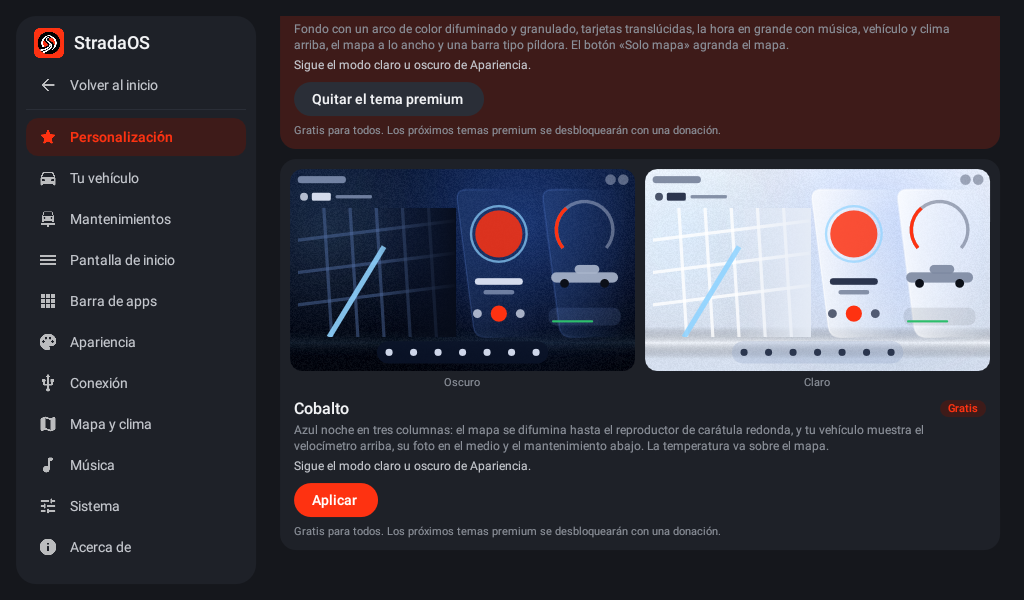 StradaOS
Volver al inicio
Personalización
Tu vehículo
Mantenimientos
Pantalla de inicio
Barra de apps
Apariencia
Conexión
Mapa y clima
Música
Sistema
Acerca de
Fondo con un arco de color difuminado y granulado, tarjetas translúcidas, la hora en grande con música, vehículo y clima
arriba, el mapa a lo ancho y una barra tipo píldora. El botón «Solo mapa» agranda el mapa.
Sigue el modo claro u oscuro de Apariencia.
Quitar el tema premium
Gratis para todos. Los próximos temas premium se desbloquearán con una donación.
Oscuro
Claro
Cobalto
Gratis
Azul noche en tres columnas: el mapa se difumina hasta el reproductor de carátula redonda, y tu vehículo muestra el
velocímetro arriba, su foto en el medio y el mantenimiento abajo. La temperatura va sobre el mapa.
Sigue el modo claro u oscuro de Apariencia.
Aplicar
Gratis para todos. Los próximos temas premium se desbloquearán con una donación.